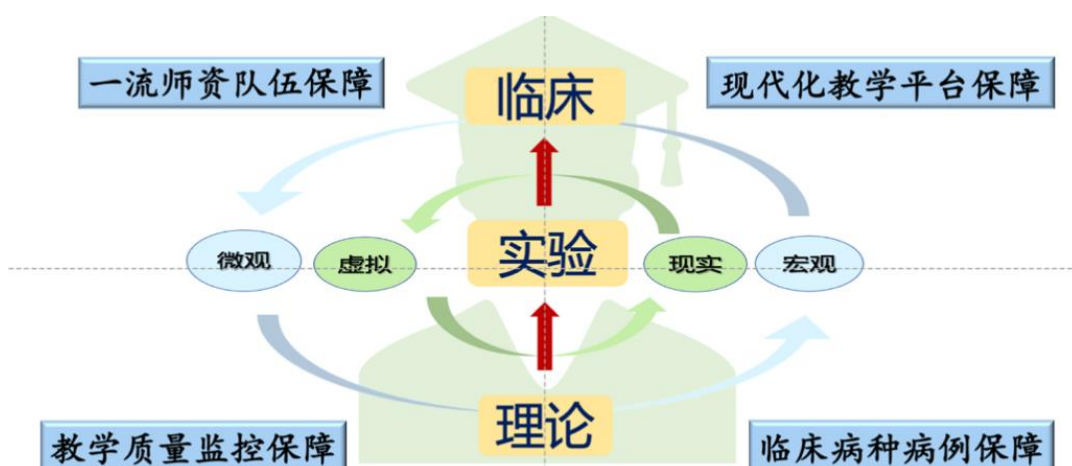 一流师资队伍保障
现代化教学平台保障
临床
微观
虚拟
实验
现实
宏观
理论
教学质量监控保障
临床病种病例保障